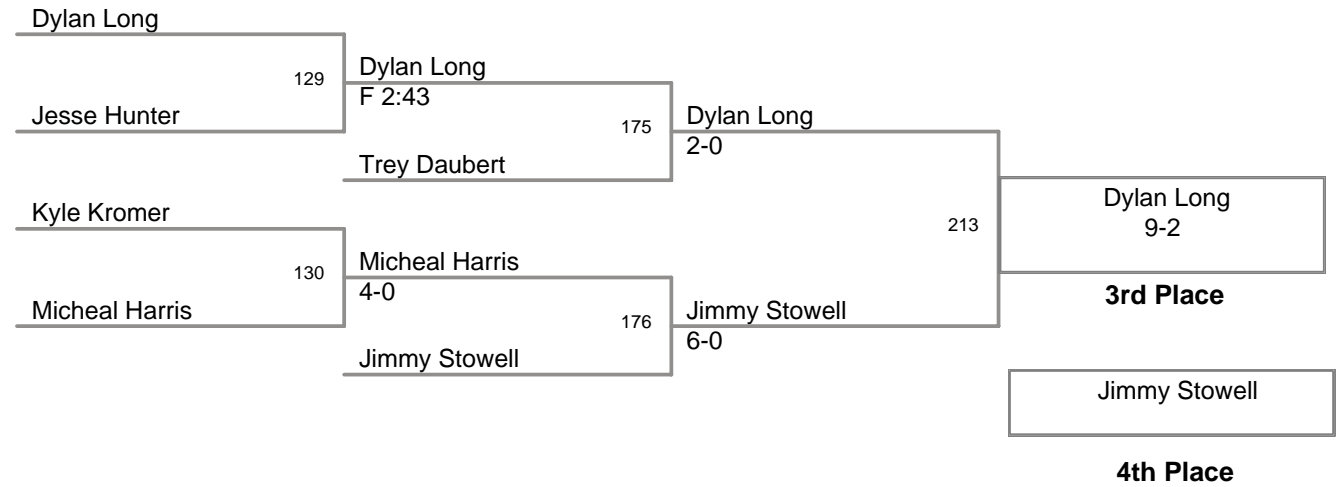 Dylan Long
129
Dylan Long
F 2:43
Jesse Hunter
175
Dylan Long
2-0
Trey Daubert
Kyle Kromer
213
Dylan Long
9-2
3rd Place
130
Micheal Harris
4-0
Micheal Harris
176
Jimmy Stowell
6-0
Jimmy Stowell
Jimmy Stowell
4th Place